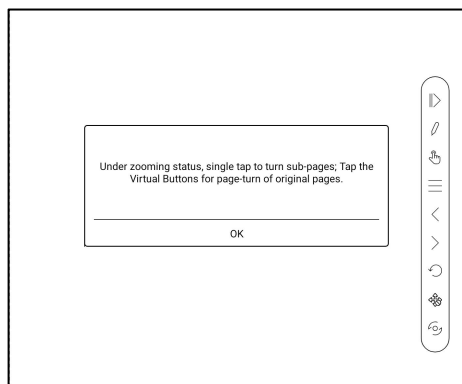 Under zooming status, single tap to turn sub-pages; Tap the
Virtual Buttons for page-turn of original pages.
OK